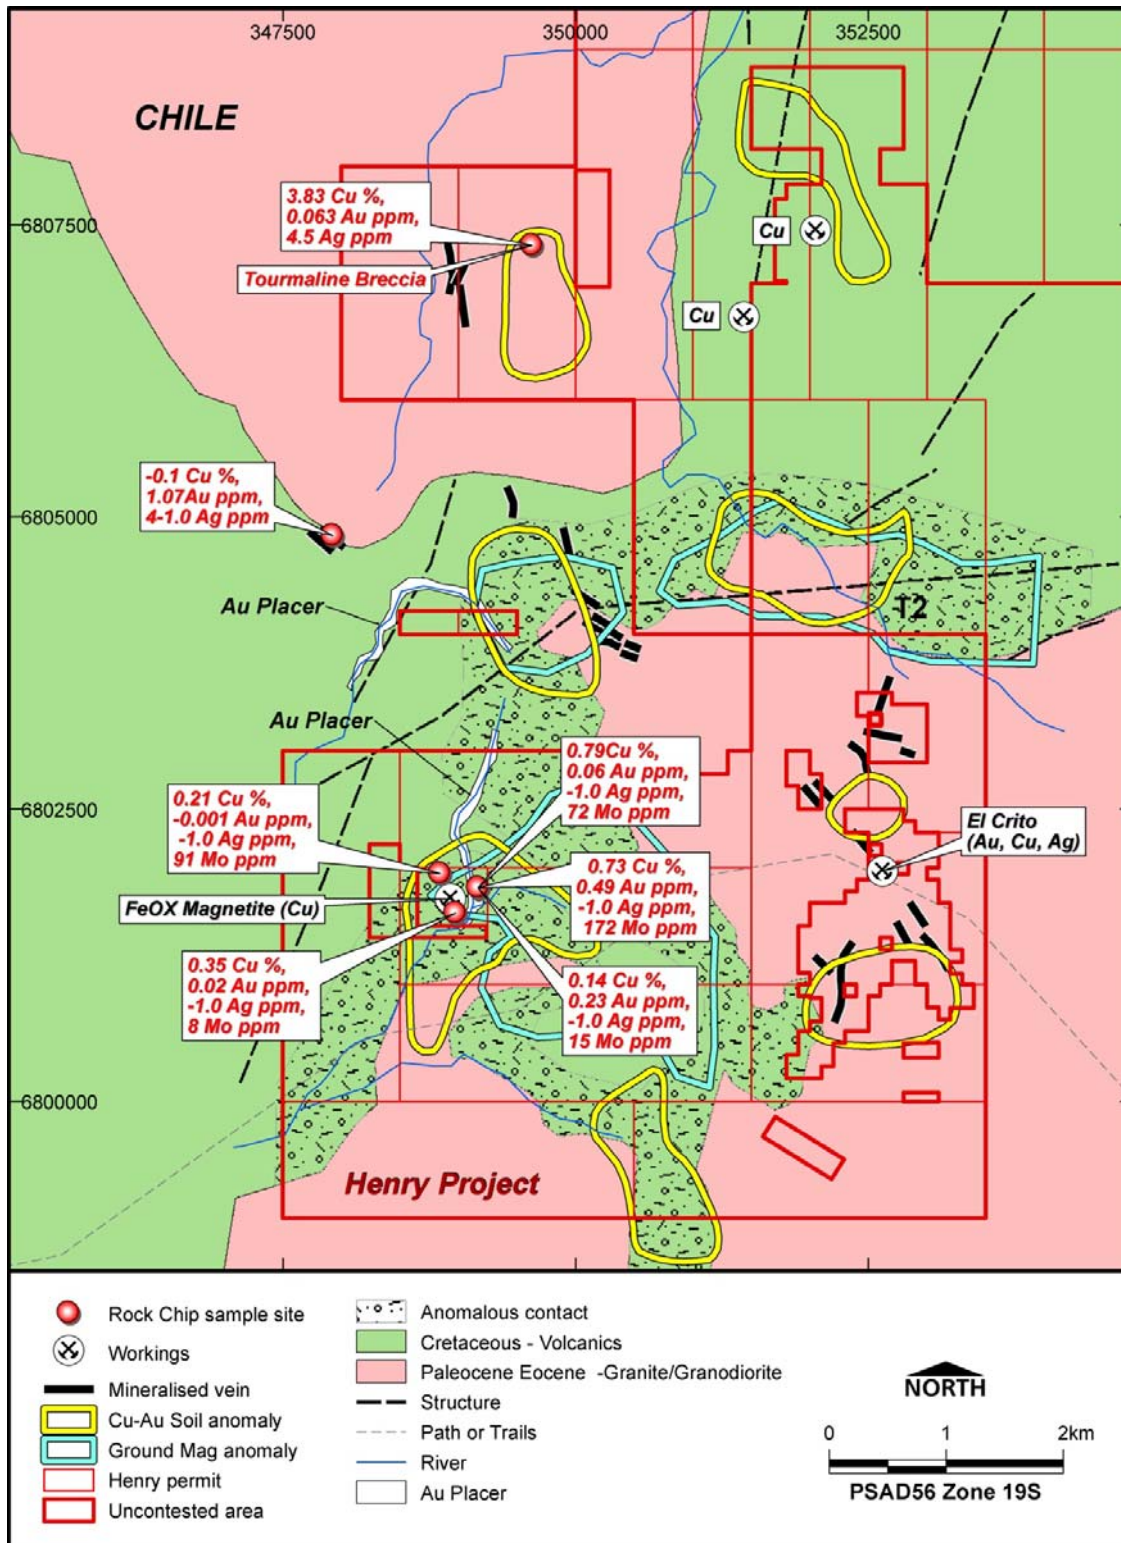 347500
350000
352500
CHILE
3.83 Cu %,
0.063 Au ppm,
4.5 Ag ppm
6807500
Cu
Tourmaline Breccia
Cu
-0.1 Cu %,
1.07Au ppm,
4-1.0 Ag ppm
6805000
Au Placer
T2
Au Placer
0.79Cu %,
0.06 Au ppm,
-1.0 Ag ppm,
72 Mo ppm
6802500
0.21 Cu %,
-0.001 Au ppm,
-1.0 Ag ppm,
91 Mo ppm
El Crito
(Au, Cu, Ag)
0.73 Cu %,
0.49 Au ppm,
-1.0 Ag ppm,
172 Mo ppm
FeOX Magnetite (Cu)
0.35 Cu %,
0.02 Au ppm,
-1.0 Ag ppm,
8 Mo ppm
0.14 Cu %,
0.23 Au ppm,
-1.0 Ag ppm,
15 Mo ppm
6800000
Henry Project
Rock Chip sample site
Workings
Mineralised vein
Cu-Au Soil anomaly
Ground Mag anomaly
Henry permit
Uncontested area
Anomalous contact
Cretaceous - Volcanics
Paleocene Eocene -Granite/Granodiorite
Structure
Path or Trails
River
Au Placer
NORTH
0 1 2km
PSAD56 Zone 19S